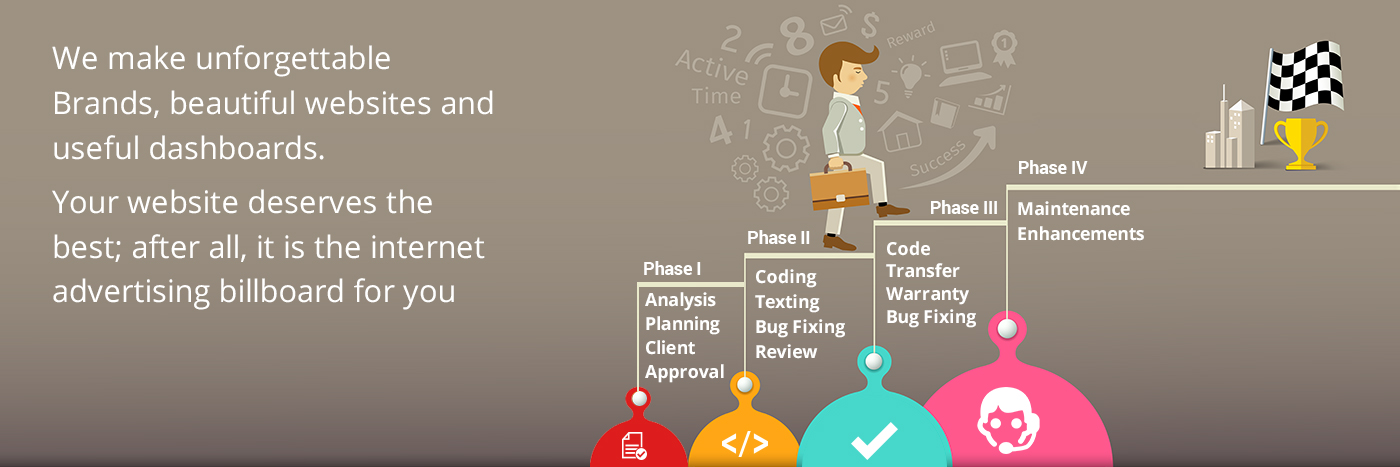 We make unforgettable
Brands, beautiful websites and
useful dashboards.
Your website deserves the
best; after all, it is the internet
advertising billboard for you
2
8
$
Reward
1
Active
Time
5
4
1
Success
Phase I
Analysis
Planning
Client
Approval
Phase II
Coding
Texting
Bug Fixing
Review
Phase III
Code
Transfer
Warranty
Bug Fixing
Phase IV
Maintenance
Enhancements
</>